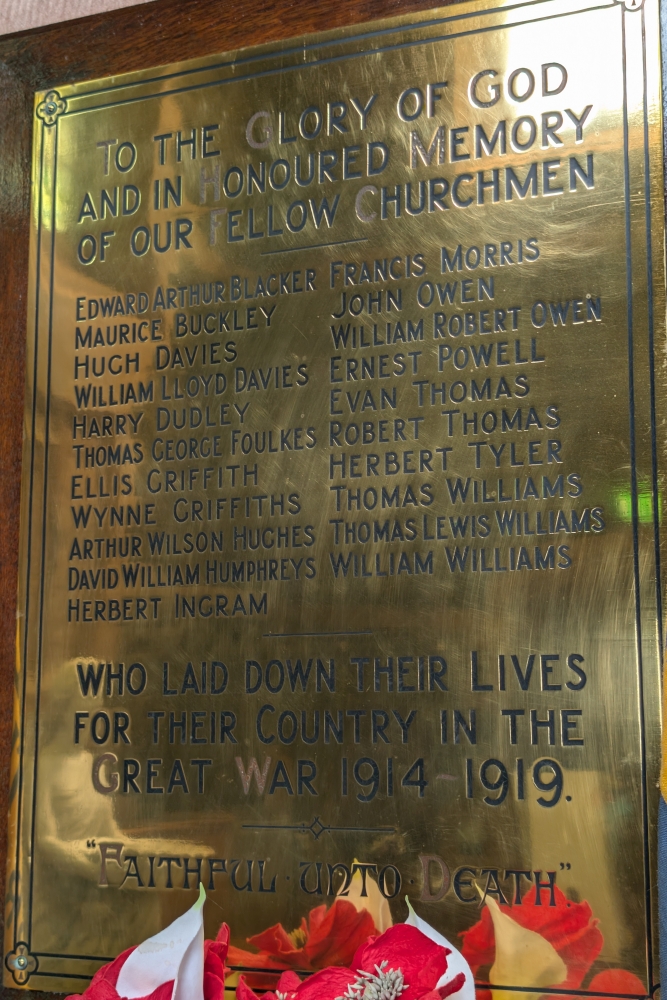 To the Glory of God
and in Honoured Memory
of our Fellow Churchmen
Edward Arthur Blacker
Maurice Buckley
Hugh Davies
William Lloyd Davies
Harry Dudley
Thomas George Foulkes
Ellis Griffith
Wynne Griffiths
Arthur Wilson Hughes
David William Humphreys
Herbert Ingram
Francis Morris
John Owen
William Robert Owen
Ernest Powell
Evan Thomas
Robert Thomas
Herbert Tyler
Thomas Williams
Thomas Lewis Williams
William Williams
who laid down their Lives
for their Country in the
Great War 1914-1919.
"Faithful · unto · Death"